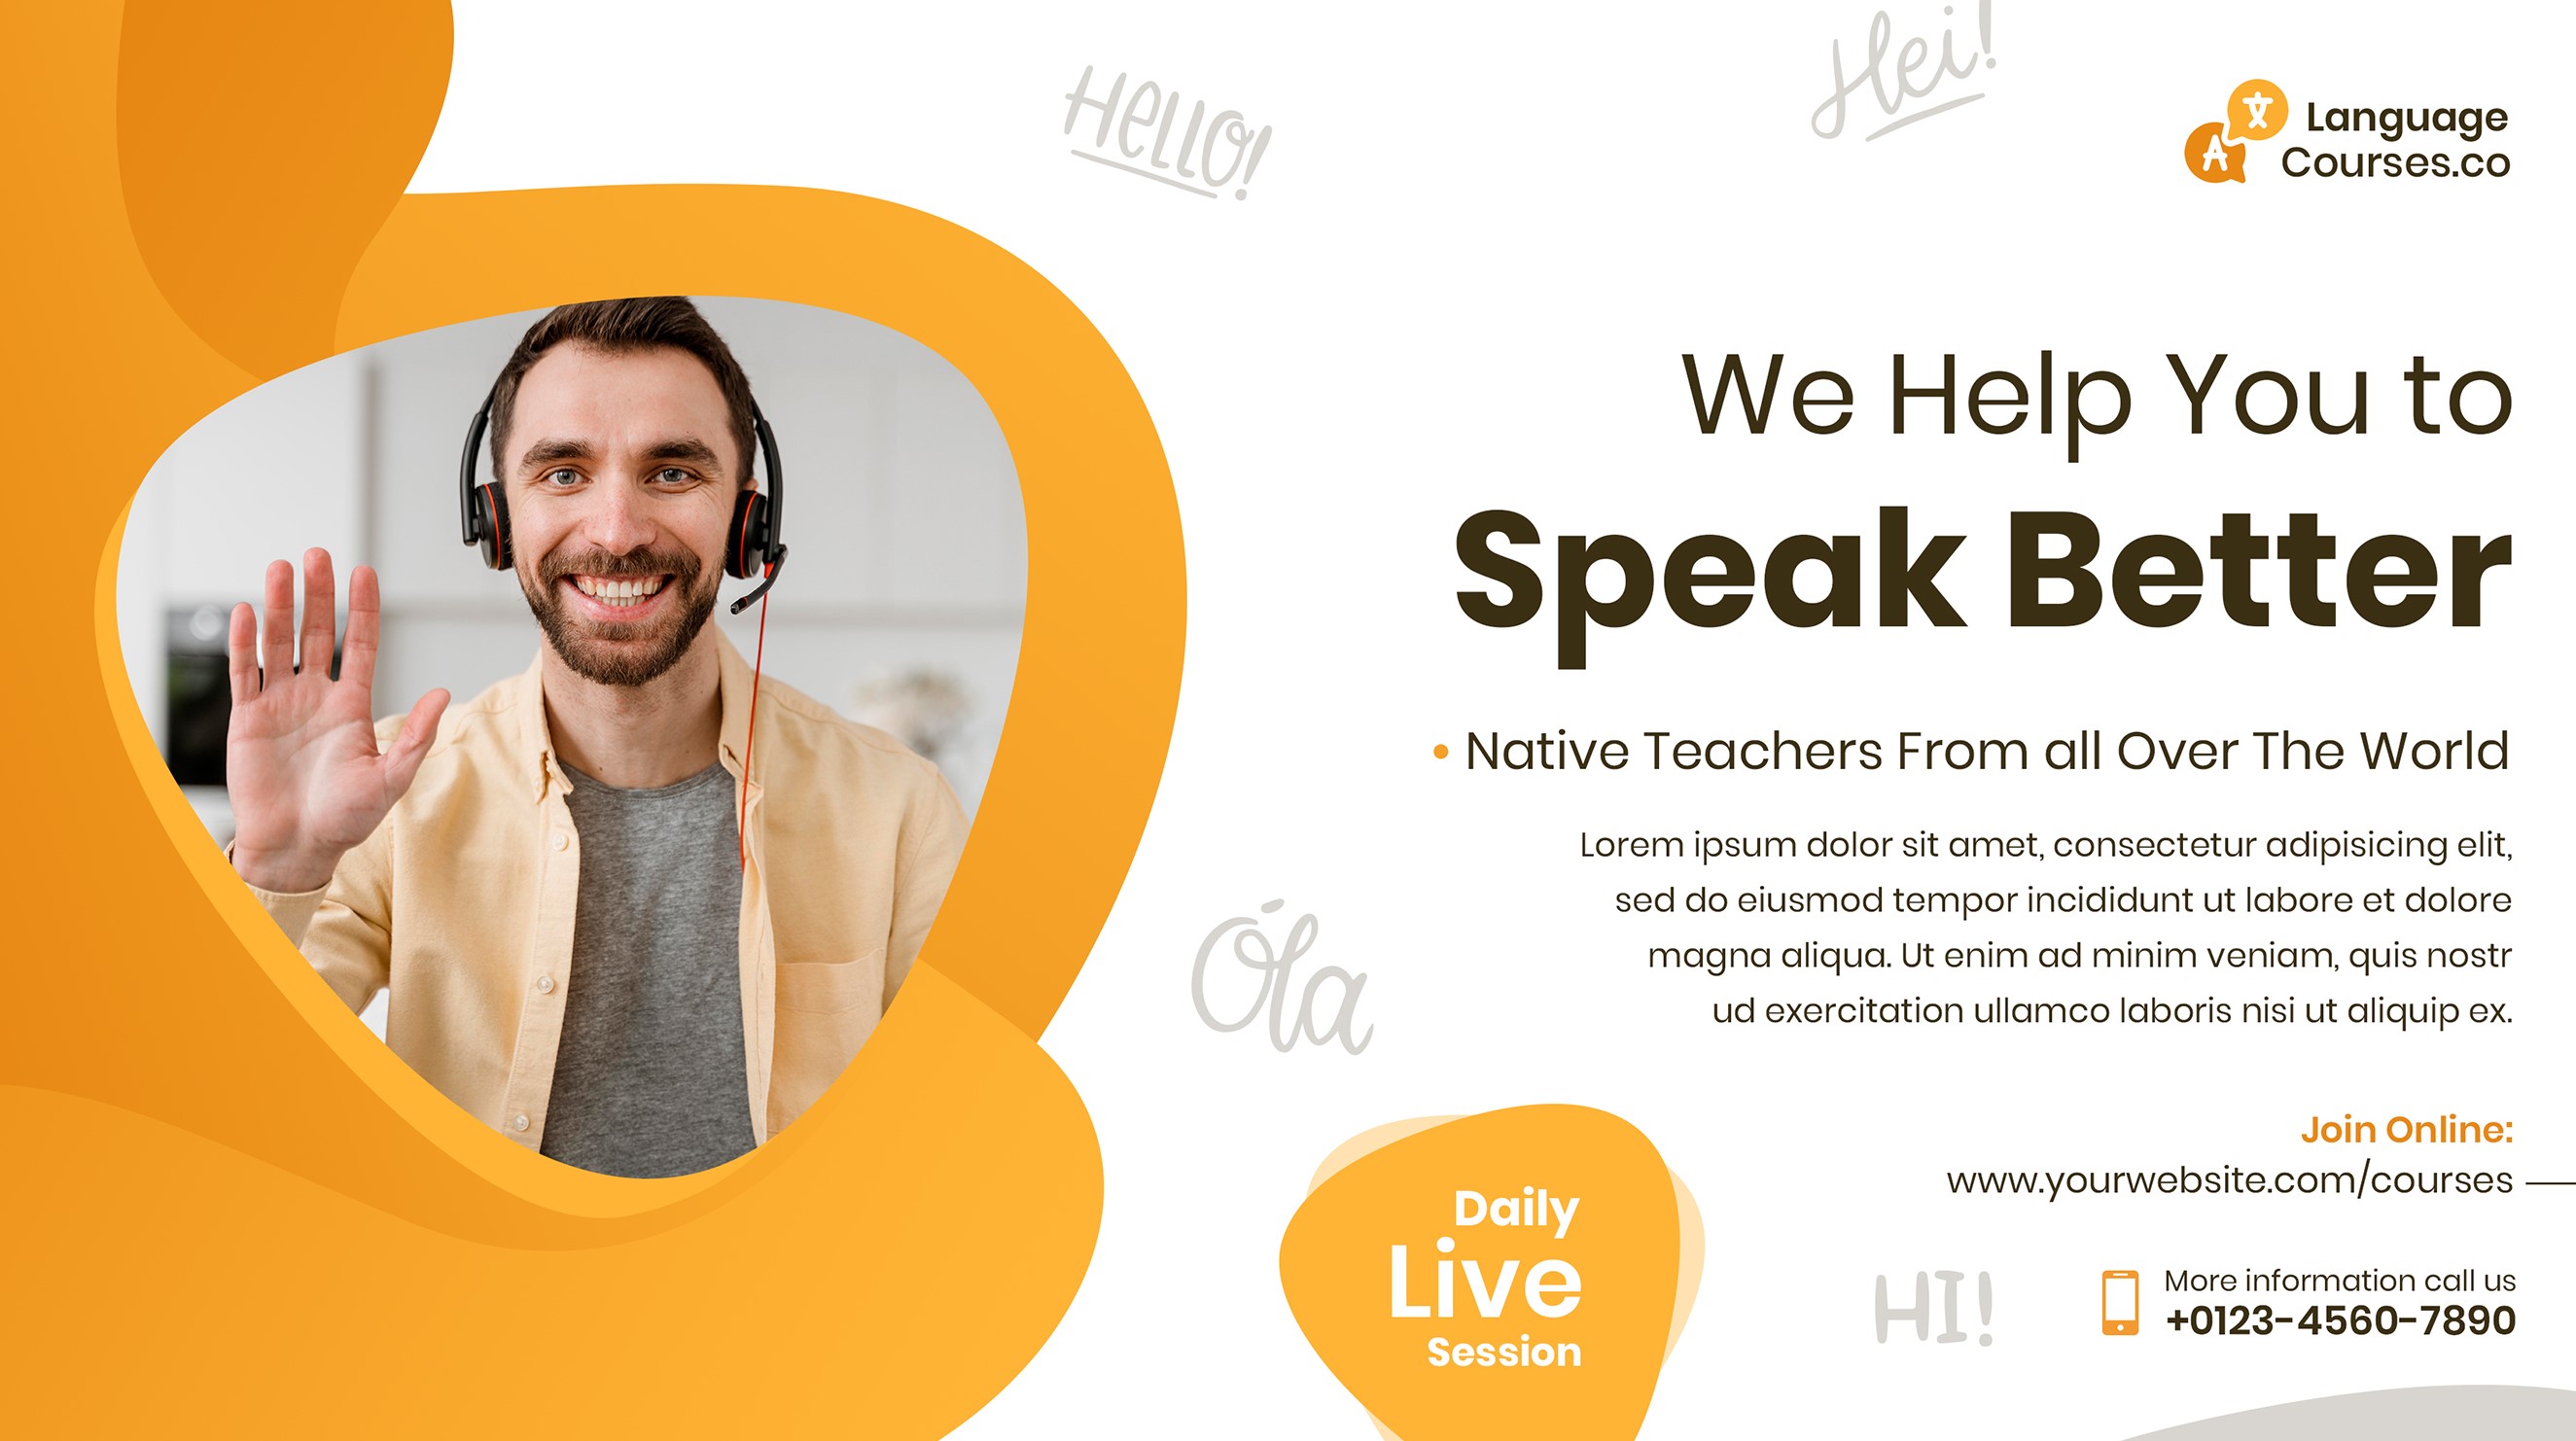 HELLO!
Hei!
Language
Courses.co
We Help You to
Speak Better
• Native Teachers From all Over The World
Lorem ipsum dolor sit amet, consectetur adipisicing elit,
sed do eiusmod tempor incididunt ut labore et dolore
magna aliqua. Ut enim ad minim veniam, quis nostr
ud exercitation ullamco laboris nisi ut aliquip ex.
Óla
Join Online:
www.yourwebsite.com/courses
Daily
Live
Session
HI!
More information call us
+0123-4560-7890
文
A